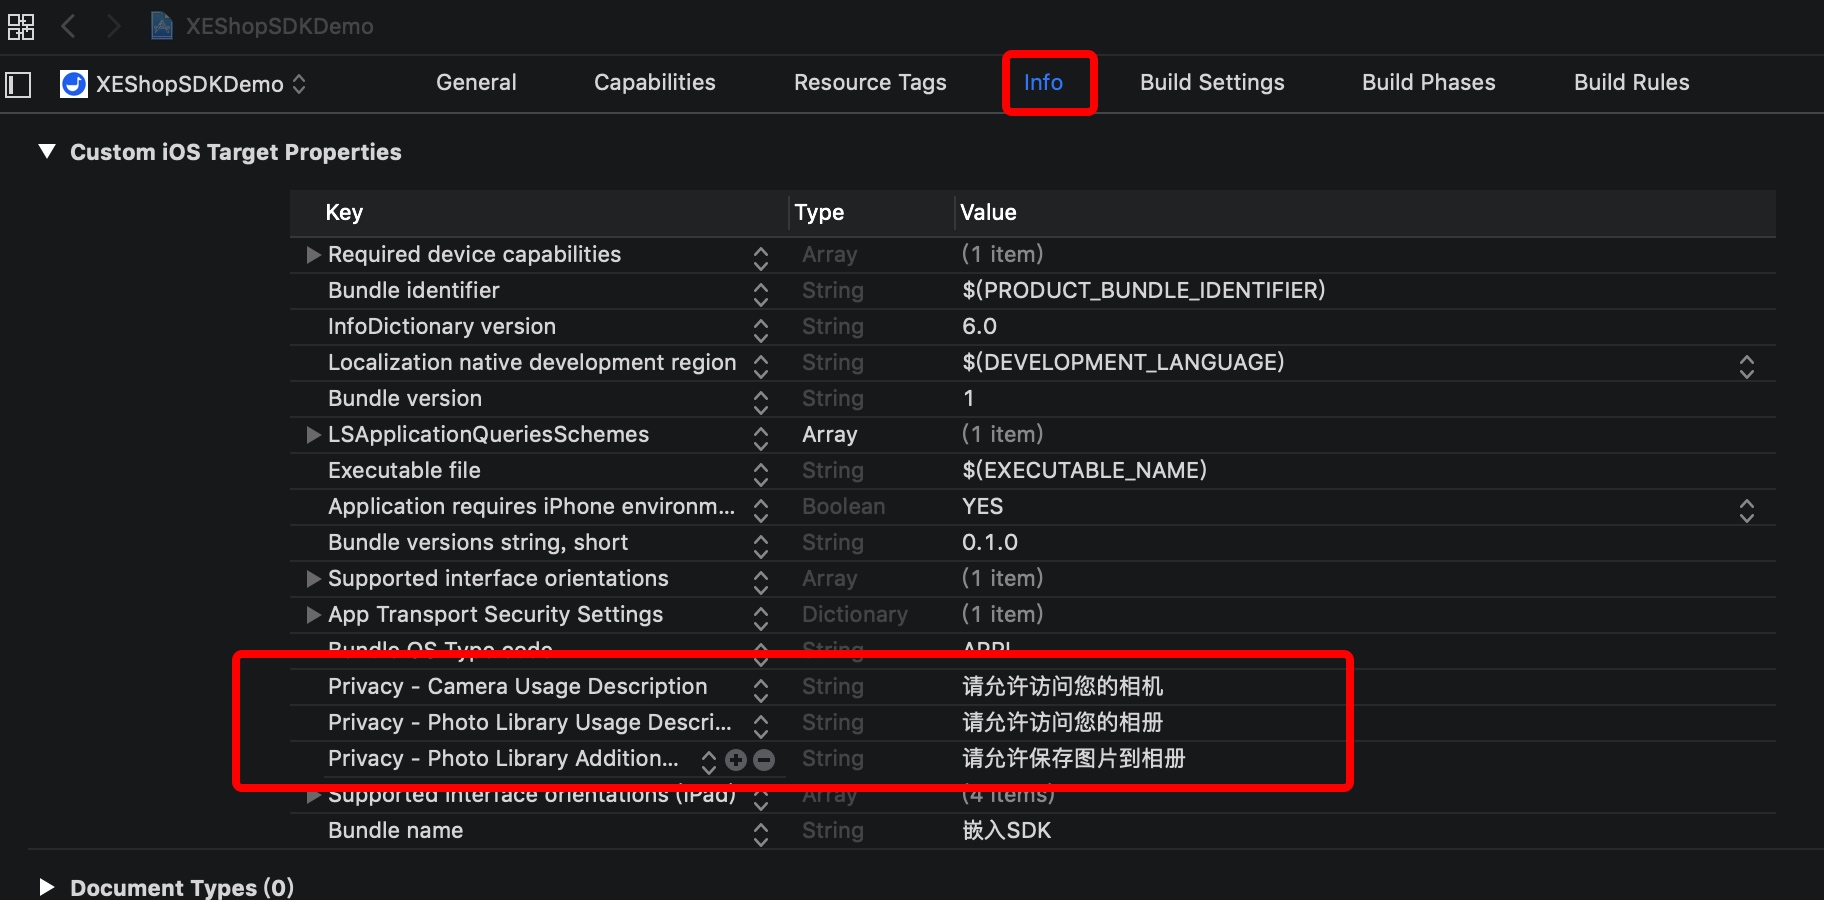 XEShopSDKDemo
XEShopSDKDemo General Capabilities Resource Tags Info Build Settings Build Phases Build Rules
Custom iOS Target Properties
Key Type Value
Required device capabilities Array (1 item)
Bundle identifier String $(PRODUCT_BUNDLE_IDENTIFIER)
InfoDictionary version String 6.0
Localization native development region String $(DEVELOPMENT_LANGUAGE)
Bundle version String 1
LSApplicationQueriesSchemes Array (1 item)
Executable file String $(EXECUTABLE_NAME)
Application requires iPhone environm... Boolean YES
Bundle versions string, short String 0.1.0
Supported interface orientations Array (1 item)
App Transport Security Settings Dictionary (1 item)
Bundle OS Type code String APPL
Privacy - Camera Usage Description String 请允许访问您的相机
Privacy - Photo Library Usage Descri... String 请允许访问您的相册
Privacy - Photo Library Addition... String 请允许保存图片到相册
Supported interface orientations (iPad) Array (4 items)
Bundle name String 嵌入SDK
Document Types (0)